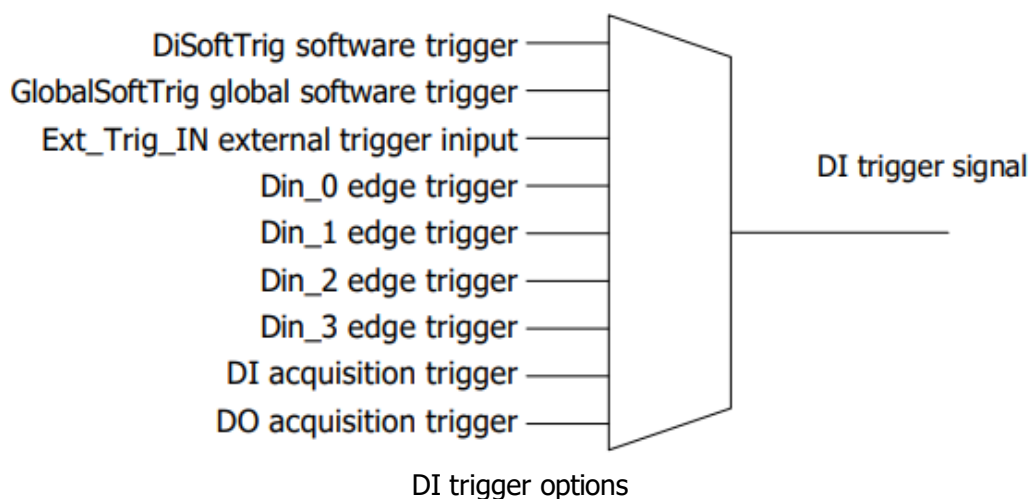 DiSoftTrig software trigger
GlobalSoftTrig global software trigger
Ext_Trig_IN external trigger iniput
Din_0 edge trigger
DI trigger signal
Din_1 edge trigger
Din_2 edge trigger
Din_3 edge trigger
DI acquisition trigger
DO acquisition trigger
DI trigger options